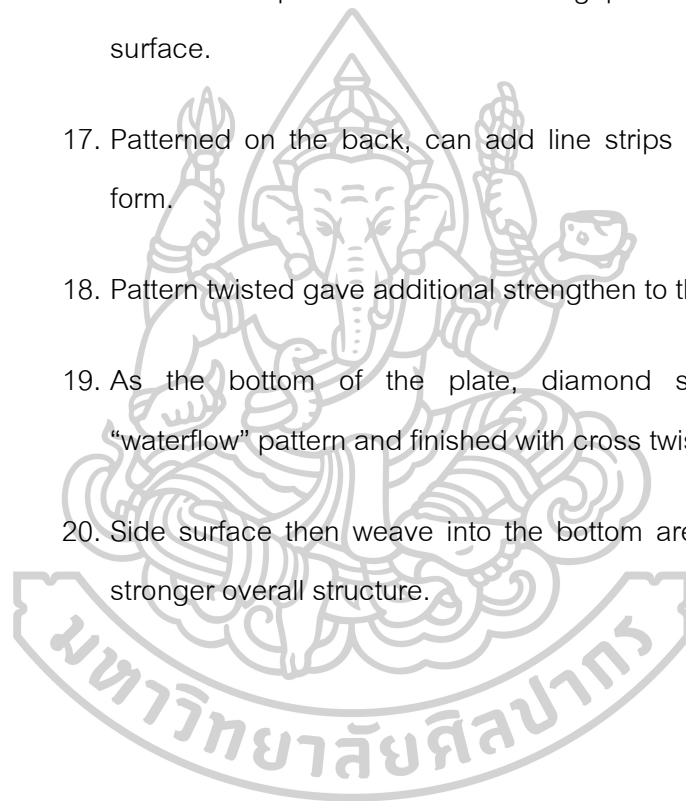 surface.
17. Patterned on the back, can add line strips
form.
18. Pattern twisted gave additional strengthen to
19. As the bottom of the plate, diamond
"waterflow" pattern and finished with cross
20. Side surface then weave into the bottom
stronger overall structure.
มหาวิทยาลัยศิลปากร